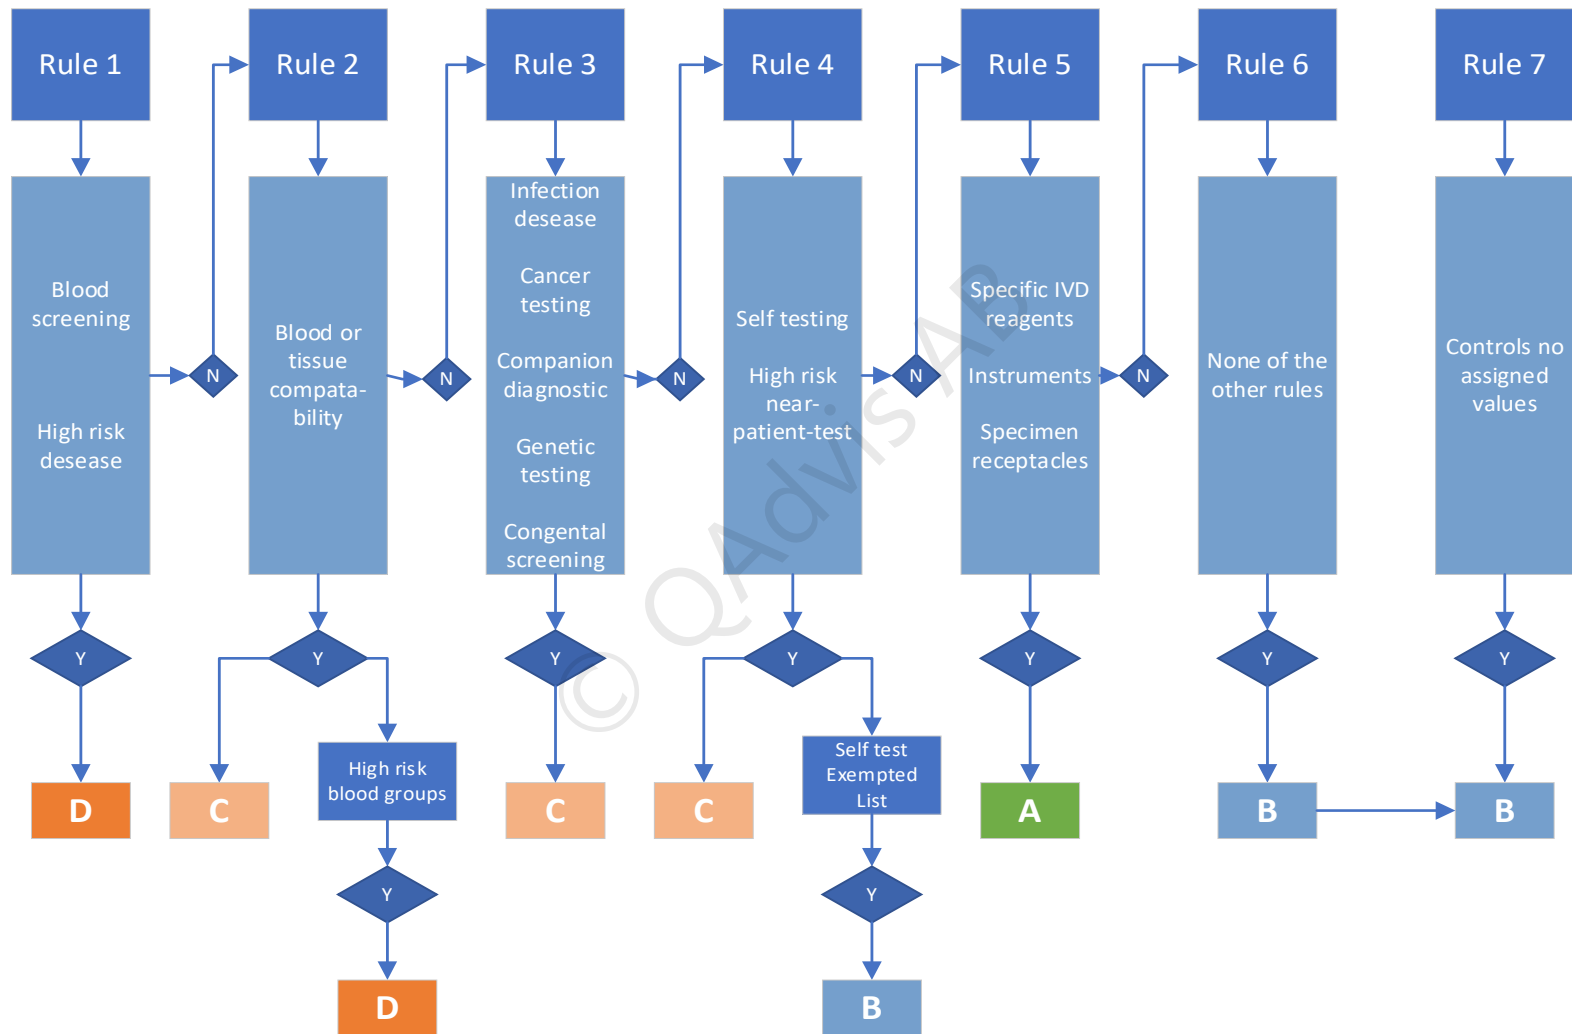 Rule 1
Rule 2
Rule 3
Rule 4
Rule 5
Rule 6
Rule 7
Blood
screening
High risk
desease
N
Blood or
tissue
compata-
bility
N
Infection
desease
Cancer
testing
Companion
diagnostic
Genetic
testing
Congental
screening
N
Self testing
High risk
near-
patient-test
N
Specific IVD
reagents
Instruments
Specimen
receptacles
N
None of the
other rules
Controls no
assigned
values
Y
Y
Y
Y
Y
Y
Y
D
C
High risk
blood groups
C
C
Self test
Exempted
List
A
B
B
Y
Y
D
B
© QAdvis AB